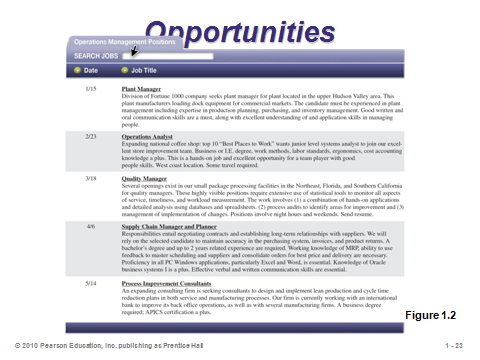 Opportunities
Operations Management Positions
SEARCH JOBS
Date Job Title
1/15 Plant Manager
Division of Fortune 1000 company seeks plant manager for plant located in the upper Hudson Valley area. This
plant manufacturers loading dock equipment for commercial markets. The candidate must be experienced in plant
management including expertise in production planning, purchasing, and inventory management. Good written and
oral communication skills are a must, along with excellent understanding of and application skills in managing
people.
2/23 Operations Analyst
Expanding national coffee shop: top 10 “Best Places to Work” wants junior level systems analyst to join our excel-
lent store improvement team. Business or I.E. degree, work methods, labor standards, ergonomics, cost accounting
knowledge a plus. This is a hands-on job and excellent opportunity for a team player with good
people skills. West coast location. Some travel required.
3/18 Quality Manager
Several openings exist in our small package processing facilities in the Northeast, Florida, and Southern California
for quality managers. These highly visible positions require extensive use of statistical tools to monitor all aspects
of service, timeliness, and workload measurement. The work involves (1) a combination of hands-on applications
and detailed analysis using databases and spreadsheets, (2) process audits to identify areas for improvement and (3)
management of implementation of changes. Positions involve night hours and weekends. Send resume.
4/6 Supply Chain Manager and Planner
Responsibilities entail negotiating contracts and establishing long-term relationships with suppliers. We will
rely on the selected candidate to maintain accuracy in the purchasing system, invoices, and product returns. A
bachelor's degree and up to 2 years related experience are required. Working knowledge of MRP, ability to use
feedback to master scheduling and suppliers and consolidate orders for best price and delivery are necessary.
Proficiency in all PC Windows applications, particularly Excel and Word, is essential. Knowledge of Oracle
business systems I is a plus. Effective verbal and written communication skills are essential.
5/14 Process Improvement Consultants
An expanding consulting firm is seeking consultants to design and implement lean production and cycle time
reduction plans in both service and manufacturing processes. Our firm is currently working with an international
bank to improve its back office operations, as well as with several manufacturing firms. A business degree
required; APICS certification a plus.
Figure 1.2
© 2010 Pearson Education, Inc. publishing as Prentice Hall
1 - 28